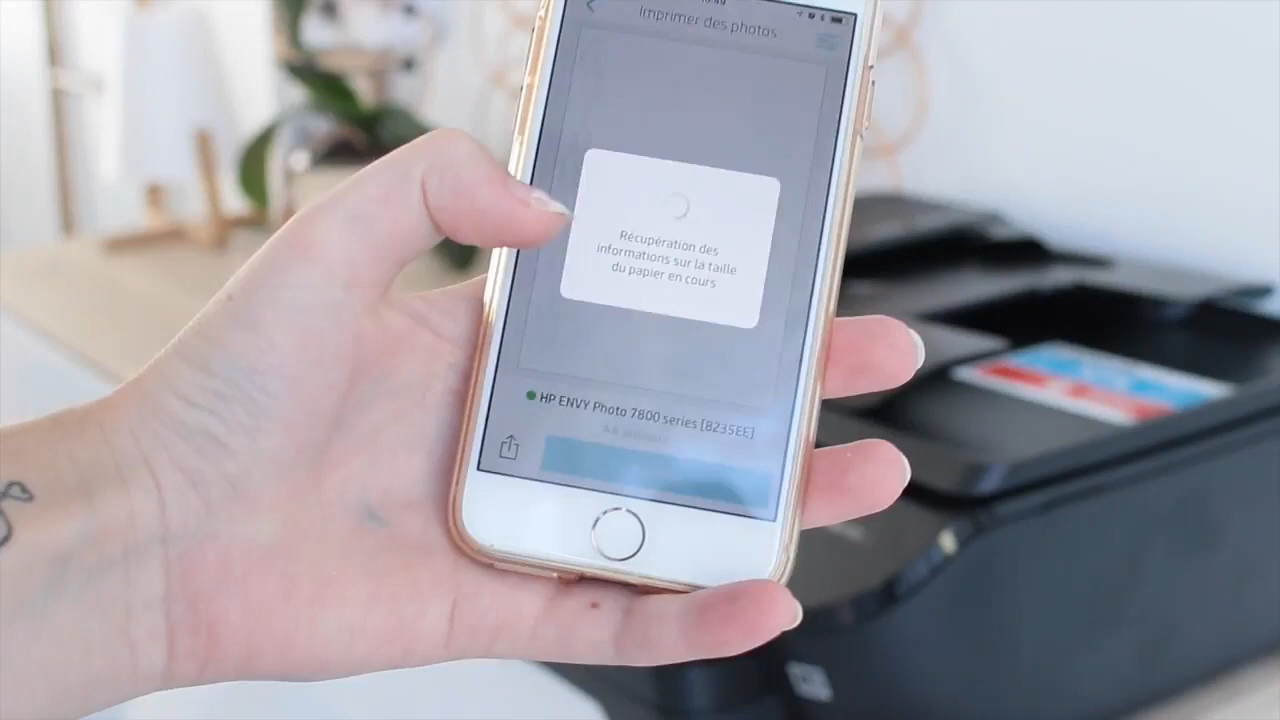 Imprimer des photos
Récupération des
informations sur la taille
du papier en cours
HP ENVY Photo 7800 series [8235EE]